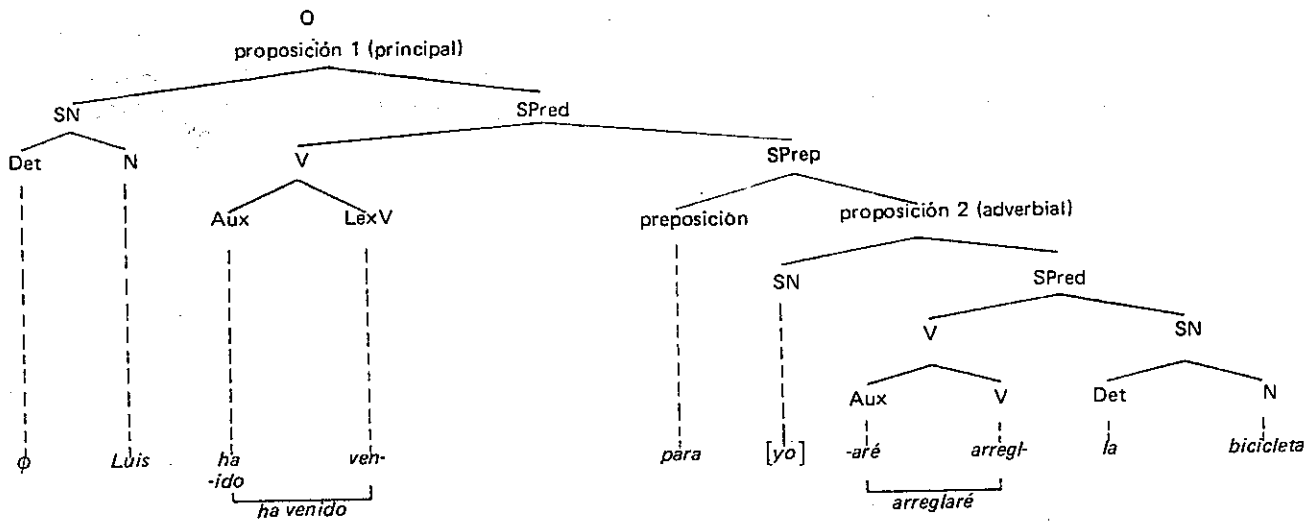 O
proposición 1 (principal)
SN SPred
Det N V SPrep
Aux LexV preposición proposición 2 (adverbial)
SN SPred
V SN
Aux V Det N
ϕ Luis ha ven- para [yo] -aré arregl- la bicicleta
-ido
ha venido arreglaré